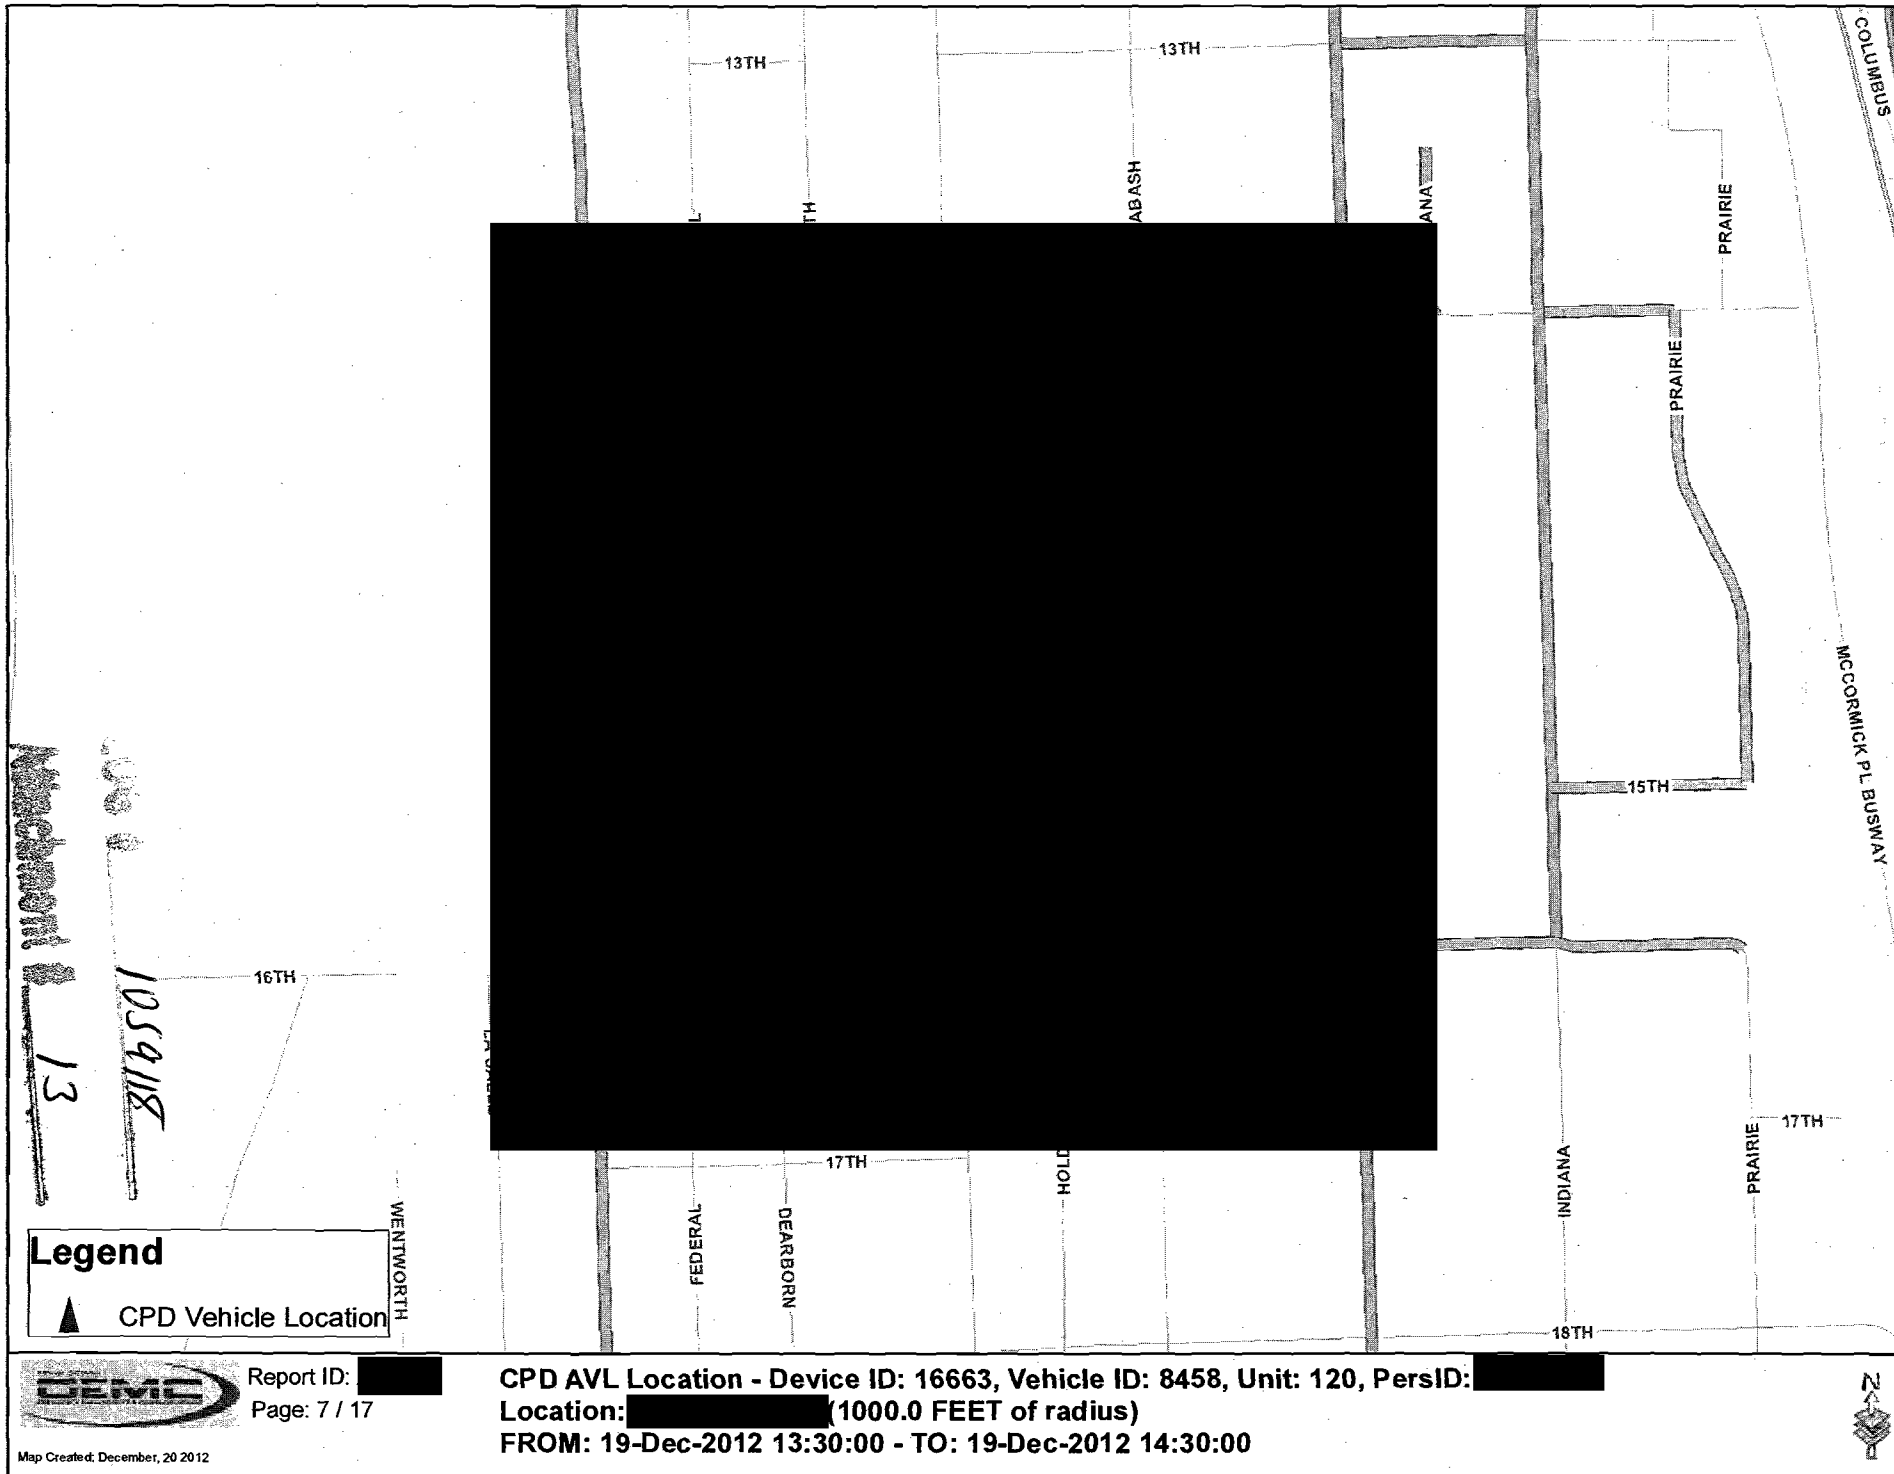 13TH
13TH
COLUMBUS
L
TH
ABASH
ANA
PRAIRIE
PRAIRIE
15TH
MCCORMICK PL BUSWAY
Attachment #
13
1059118
16TH
17TH
17TH
HOLD
INDIANA
PRAIRIE
WENTWORTH
FEDERAL
DEARBORN
18TH
Legend
CPD Vehicle Location
OEMC
Report ID:
Page: 7 / 17
Map Created: December, 20 2012
CPD AVL Location - Device ID: 16663, Vehicle ID: 8458, Unit: 120, PersID:
Location: (1000.0 FEET of radius)
FROM: 19-Dec-2012 13:30:00 - TO: 19-Dec-2012 14:30:00
N